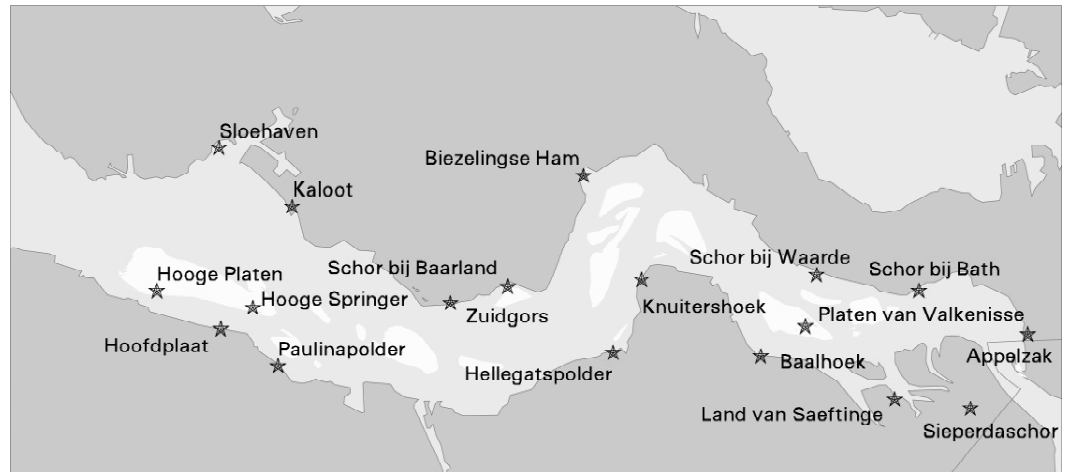 Sloehaven
Biezelingse Ham
Kaloot
Schor bij Waarde
Schor bij Baarland
Schor bij Bath
Hooge Platen
Hooge Springer
Knuitershoek
Zuidgors
Platen van Valkenisse
Hoofdplaat
Paulinapolder
Appelzak
Baalhoek
Hellegatspolder
Land van Saeftinge
Sieperdaschor